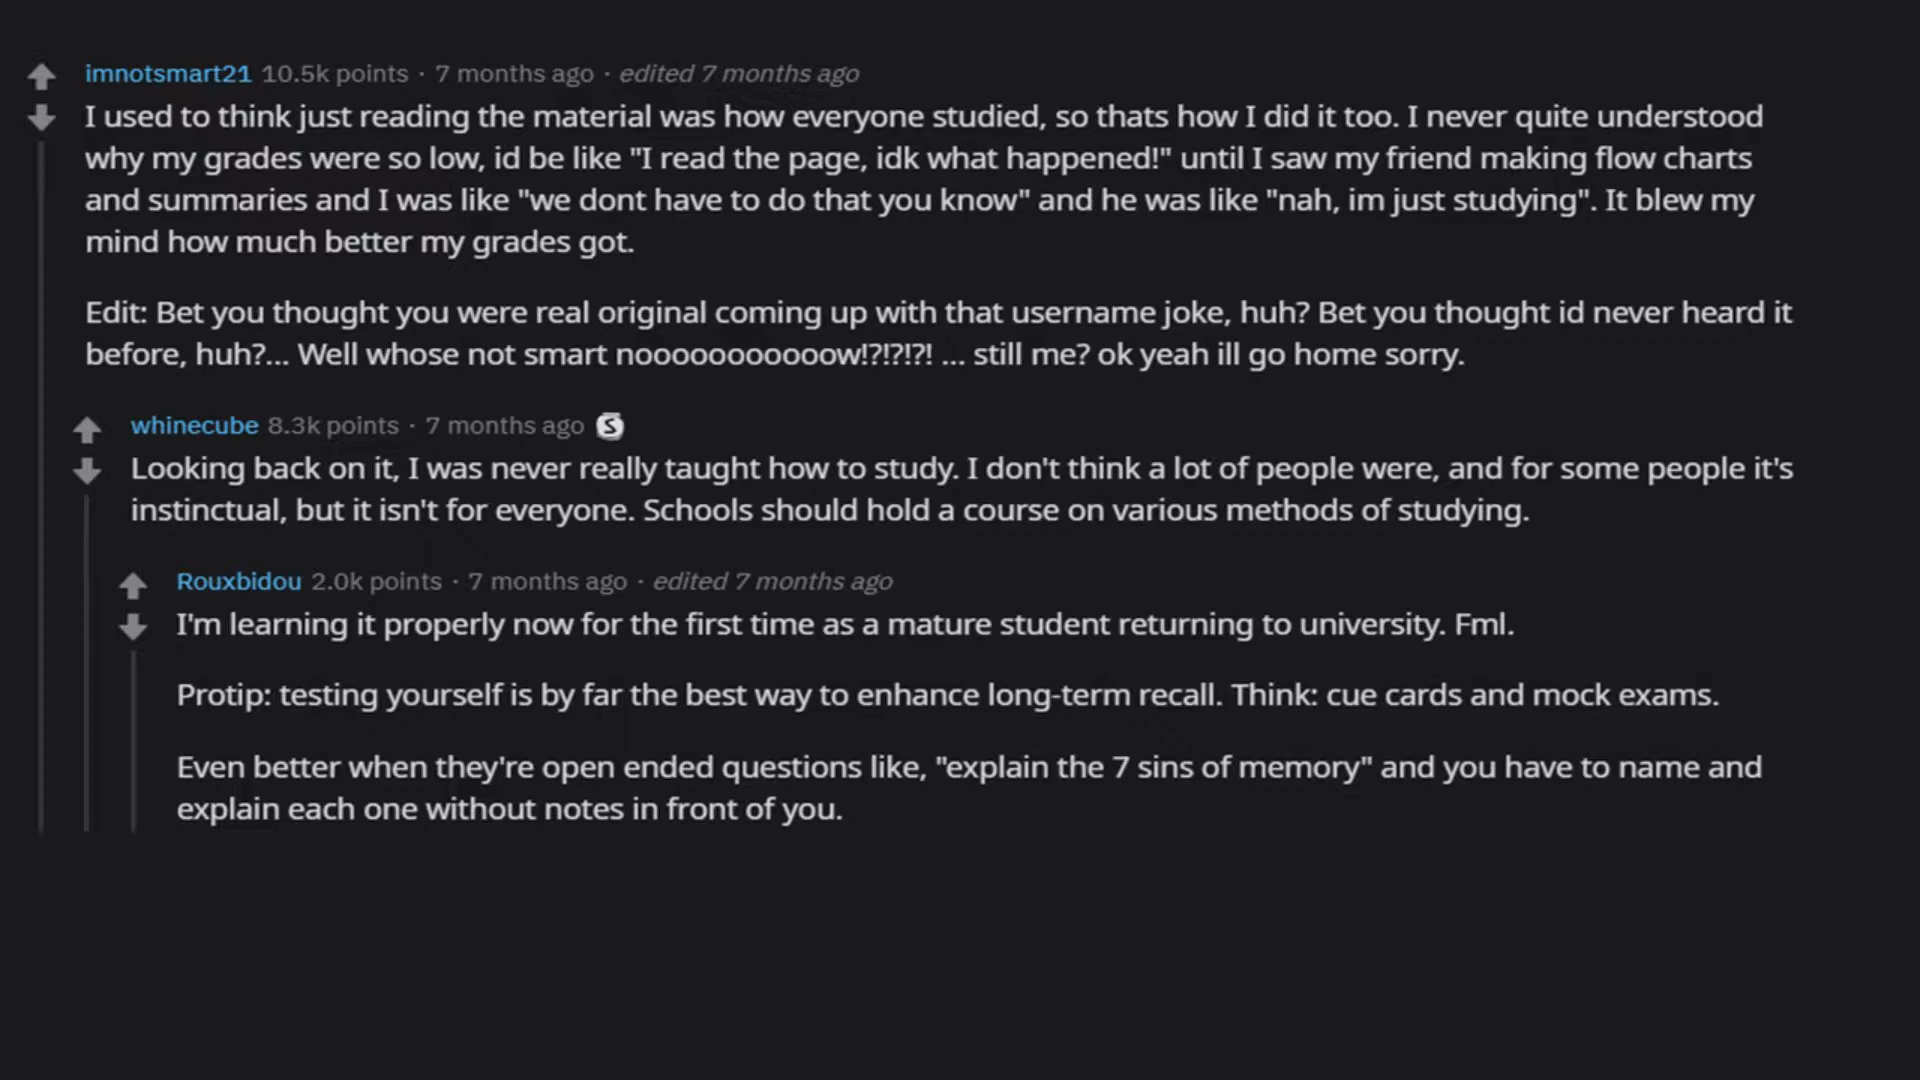 imnotsmart21 10.5k points · 7 months ago · edited 7 months ago
I used to think just reading the material was how everyone studied, so thats how I did it too. I never quite understood
why my grades were so low, id be like "I read the page, idk what happened!" until I saw my friend making flow charts
and summaries and I was like "we dont have to do that you know" and he was like "nah, im just studying". It blew my
mind how much better my grades got.
Edit: Bet you thought you were real original coming up with that username joke, huh? Bet you thought id never heard it
before, huh?... Well whose not smart nooooooooooow!?!?!?! ... still me? ok yeah ill go home sorry.
whinecube 8.3k points · 7 months ago S
Looking back on it, I was never really taught how to study. I don't think a lot of people were, and for some people it's
instinctual, but it isn't for everyone. Schools should hold a course on various methods of studying.
Rouxbidou 2.0k points · 7 months ago · edited 7 months ago
I'm learning it properly now for the first time as a mature student returning to university. Fml.
Protip: testing yourself is by far the best way to enhance long-term recall. Think: cue cards and mock exams.
Even better when they're open ended questions like, "explain the 7 sins of memory" and you have to name and
explain each one without notes in front of you.